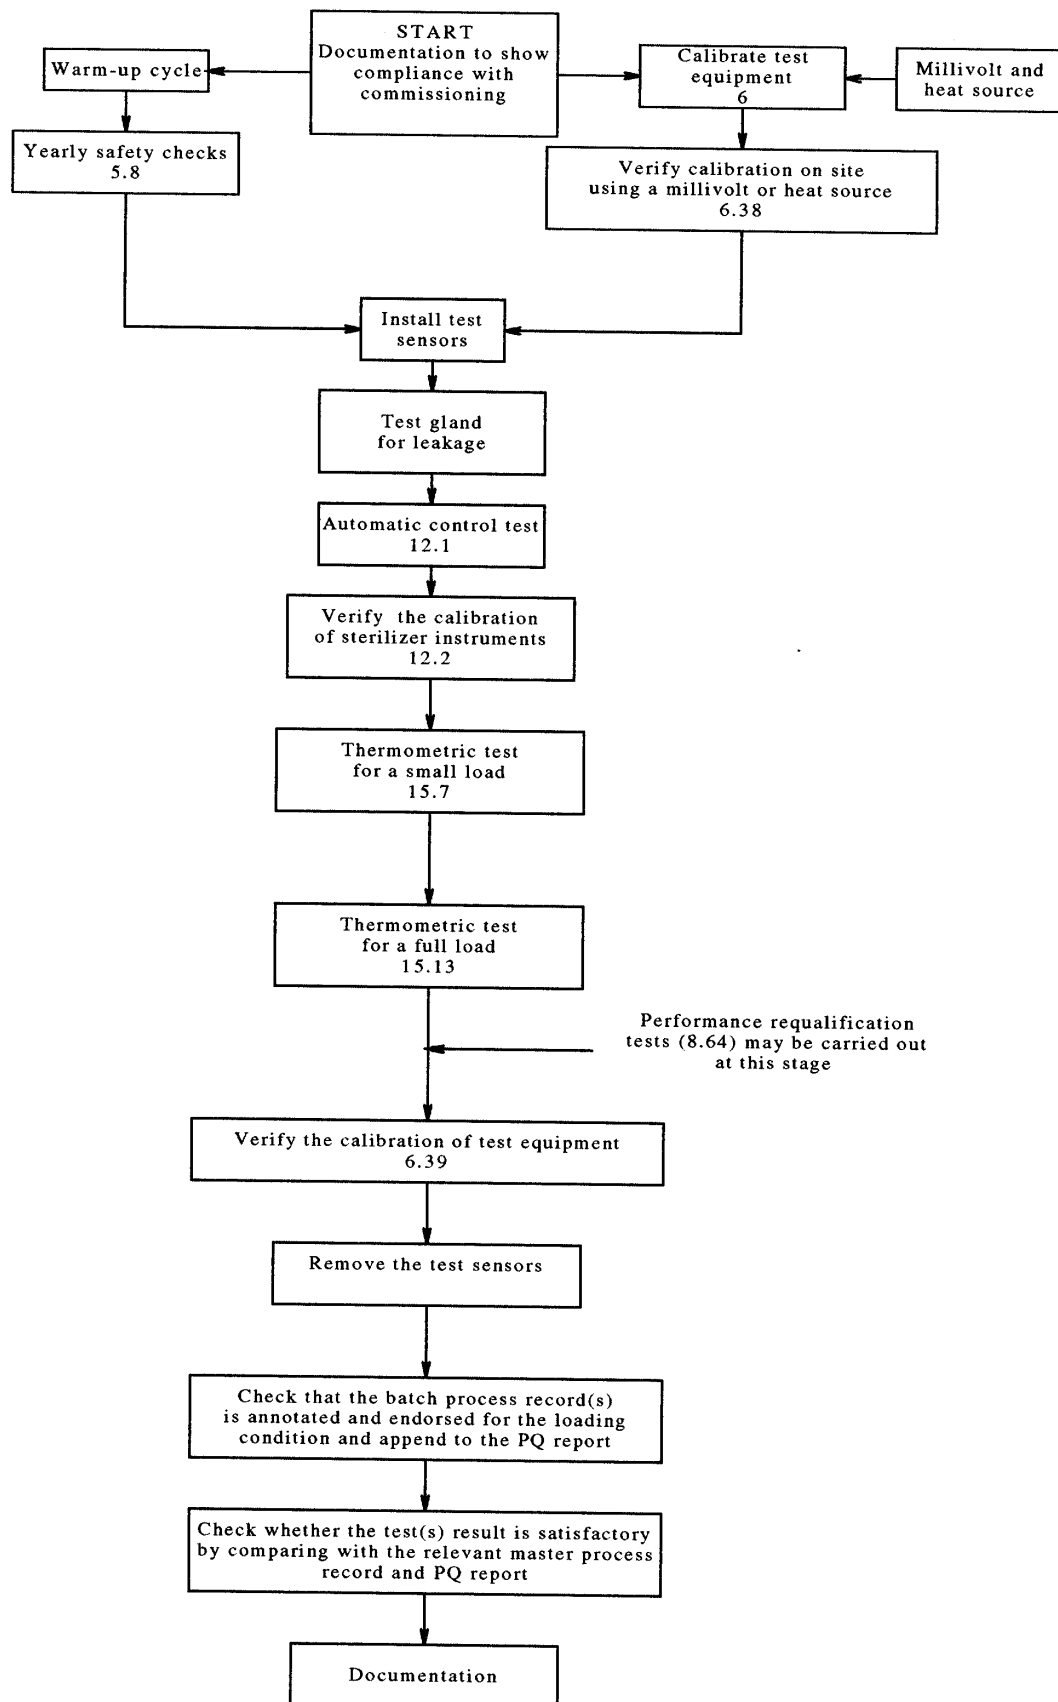 START
Documentation to show
compliance with
commissioning
Warm-up cycle
Calibrate test
equipment
6
Millivolt and
heat source
Yearly safety checks
5.8
Verify calibration on site
using a millivolt or heat source
6.38
Install test
sensors
Test gland
for leakage
Automatic control test
12.1
Verify the calibration
of sterilizer instruments
12.2
Thermometric test
for a small load
15.7
Thermometric test
for a full load
15.13
Performance requalification
tests (8.64) may be carried out
at this stage
Verify the calibration of test equipment
6.39
Remove the test sensors
Check that the batch process record(s)
is annotated and endorsed for the loading
condition and append to the PQ report
Check whether the test(s) result is satisfactory
by comparing with the relevant master process
record and PQ report
Documentation